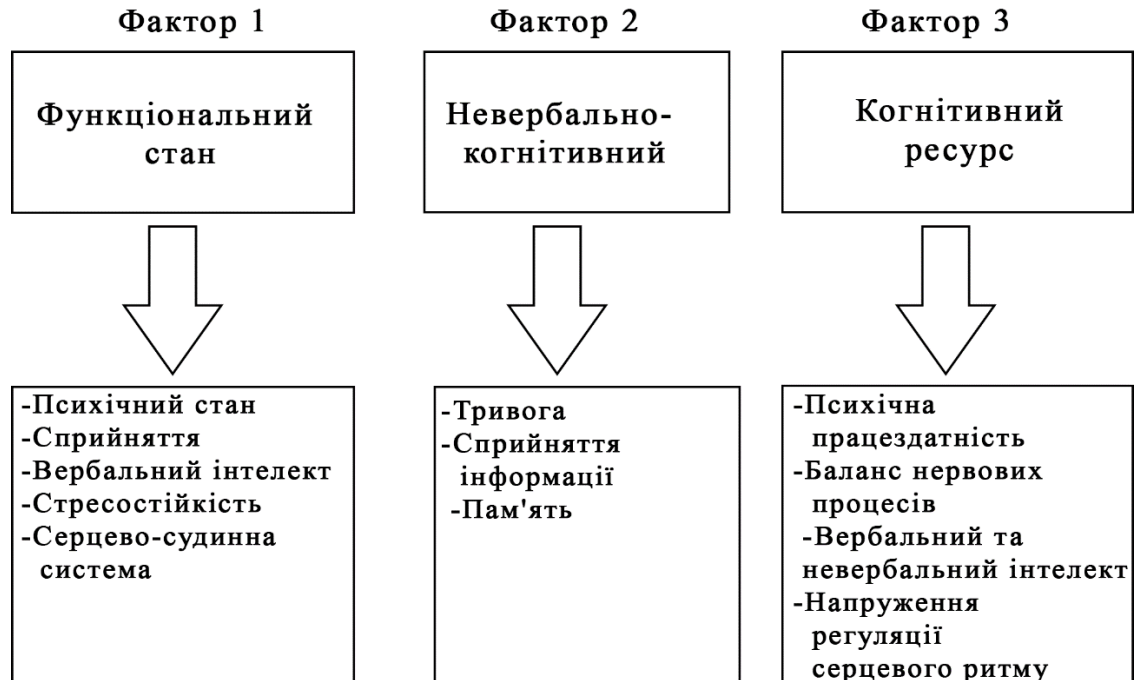 Фактор 1
Функціональний
стан
-Психічний стан
-Сприйняття
-Вербальний інтелект
-Стресостійкість
-Серцево-судинна
система
Фактор 2
Невербально-
когнітивний
-Тривога
-Сприйняття
інформації
-Пам'ять
Фактор 3
Когнітивний
ресурс
-Психічна
працездатність
-Баланс нервових
процесів
-Вербальний та
невербальний інтелект
-Напруження
регуляції
серцевого ритму